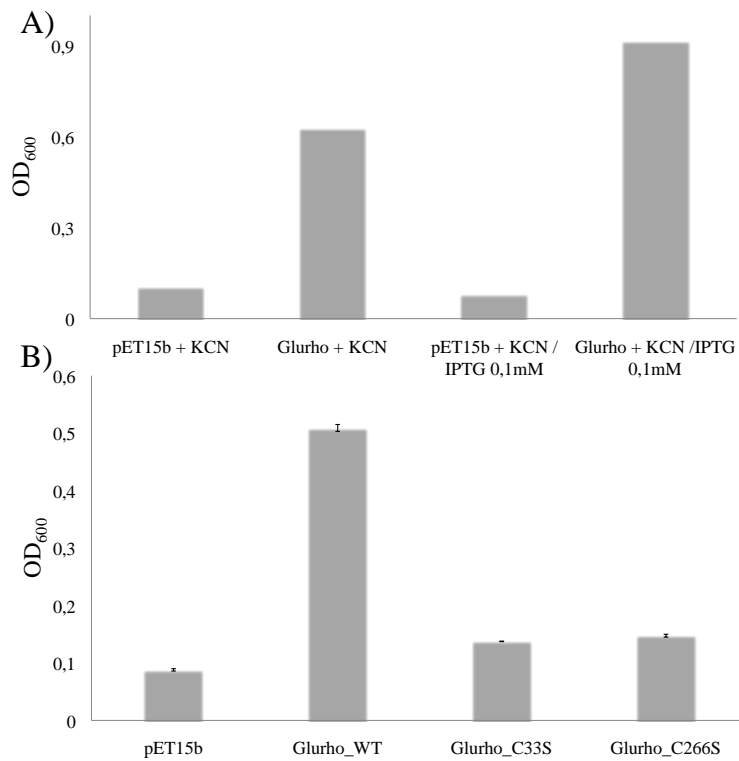 A)
0,9
0,6
0,3
0
OD600
pET15b + KCN
Glurho + KCN
pET15b + KCN /
IPTG 0,1mM
Glurho + KCN /IPTG
0,1mM
B)
0,6
0,5
0,4
0,3
0,2
0,1
0
OD600
pET15b
Glurho_WT
Glurho_C33S
Glurho_C266S